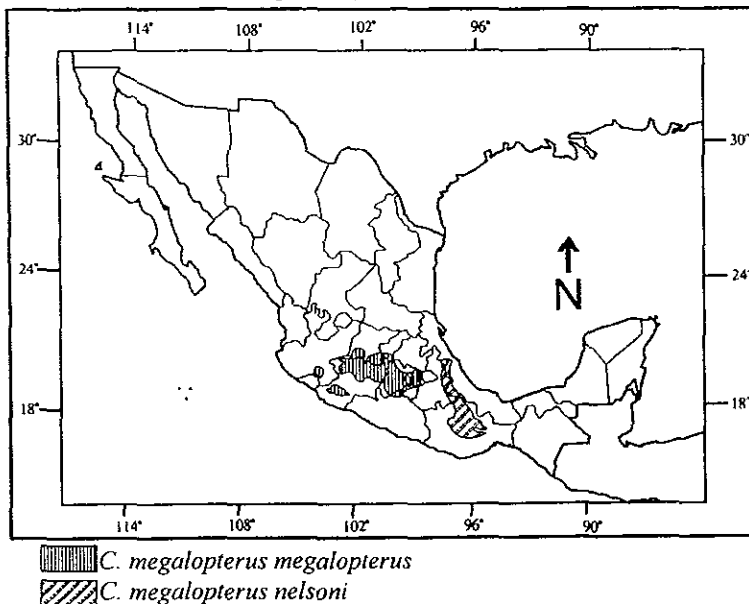 114° 108° 102° 96° 90°
30° 30°
24° 24°
N
18° 18°
114° 108° 102° 96° 90°
C. megalopterus megalopterus
C. megalopterus nelsoni